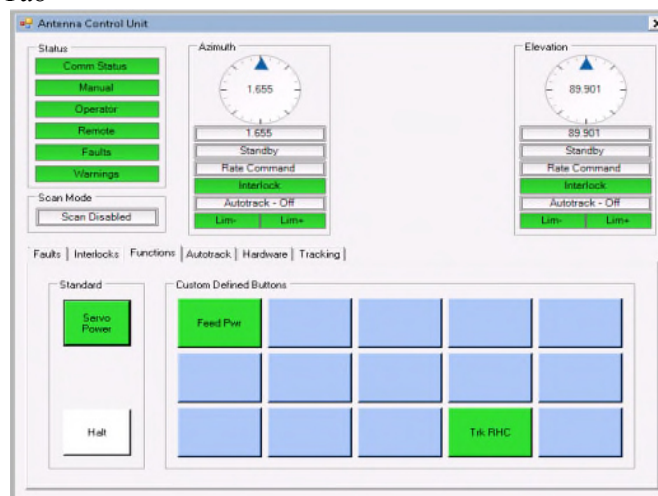 Tab
Antenna Control Unit
Status
Comm Status
Manual
Operator
Remote
Faults
Warnings
Scan Mode
Scan Disabled
Azimuth
1.655
1.655
Standby
Rate Command
Interlock
Autotrack - Off
Lim- Lim+
Elevation
89.901
89.901
Standby
Rate Command
Interlock
Autotrack - Off
Lim- Lim+
Faults Interlocks Functions Autotrack Hardware Tracking
Standard
Servo
Power
Halt
Custom Defined Buttons
Feed Pwr
Trk RHC